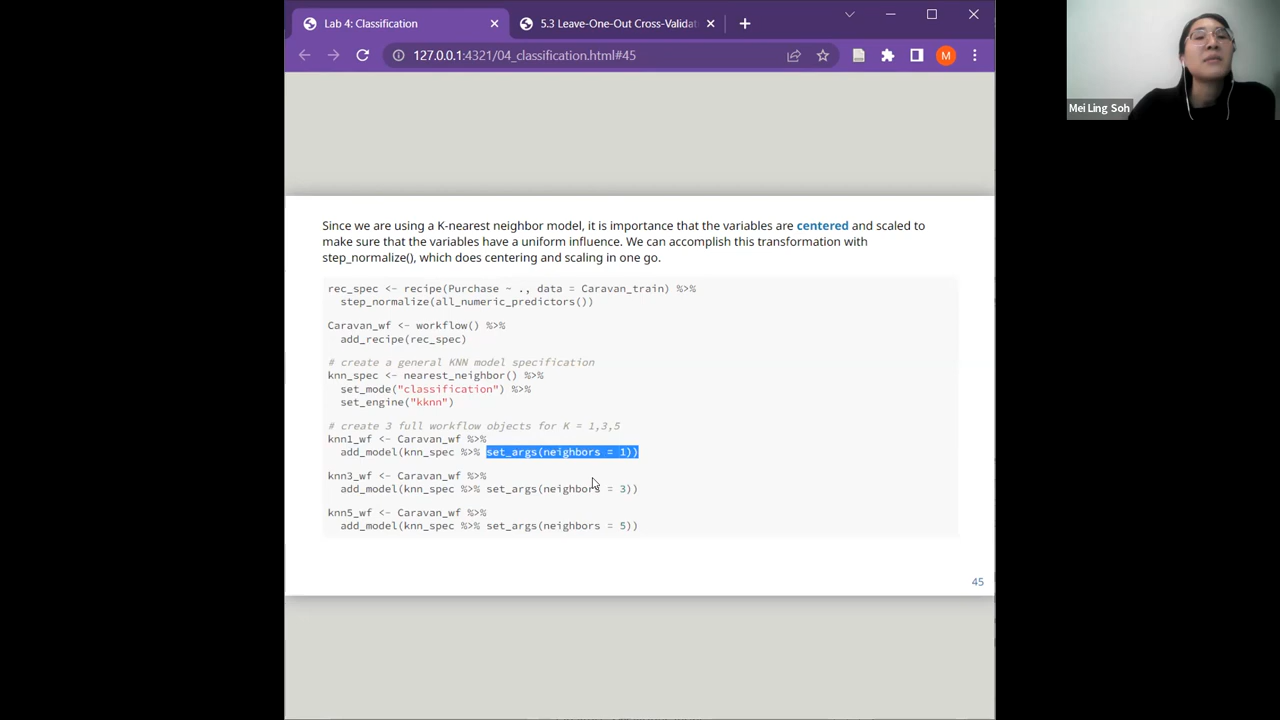 Lab 4: Classification
5.3 Leave-One-Out Cross-Validat
127.0.0.1:4321/04_classification.html#45
M
Mei Ling Soh
Since we are using a K-nearest neighbor model, it is importance that the variables are centered and scaled to
make sure that the variables have a uniform influence. We can accomplish this transformation with
step_normalize(), which does centering and scaling in one go.
rec_spec <- recipe(Purchase ~ ., data = Caravan_train) %>%
  step_normalize(all_numeric_predictors())
Caravan_wf <- workflow() %>%
  add_recipe(rec_spec)
# create a general KNN model specification
knn_spec <- nearest_neighbor() %>%
  set_mode("classification") %>%
  set_engine("kknn")
# create 3 full workflow objects for K = 1,3,5
knn1_wf <- Caravan_wf %>%
  add_model(knn_spec %>% set_args(neighbors = 1))
knn3_wf <- Caravan_wf %>%
  add_model(knn_spec %>% set_args(neighbors = 3))
knn5_wf <- Caravan_wf %>%
  add_model(knn_spec %>% set_args(neighbors = 5))
45